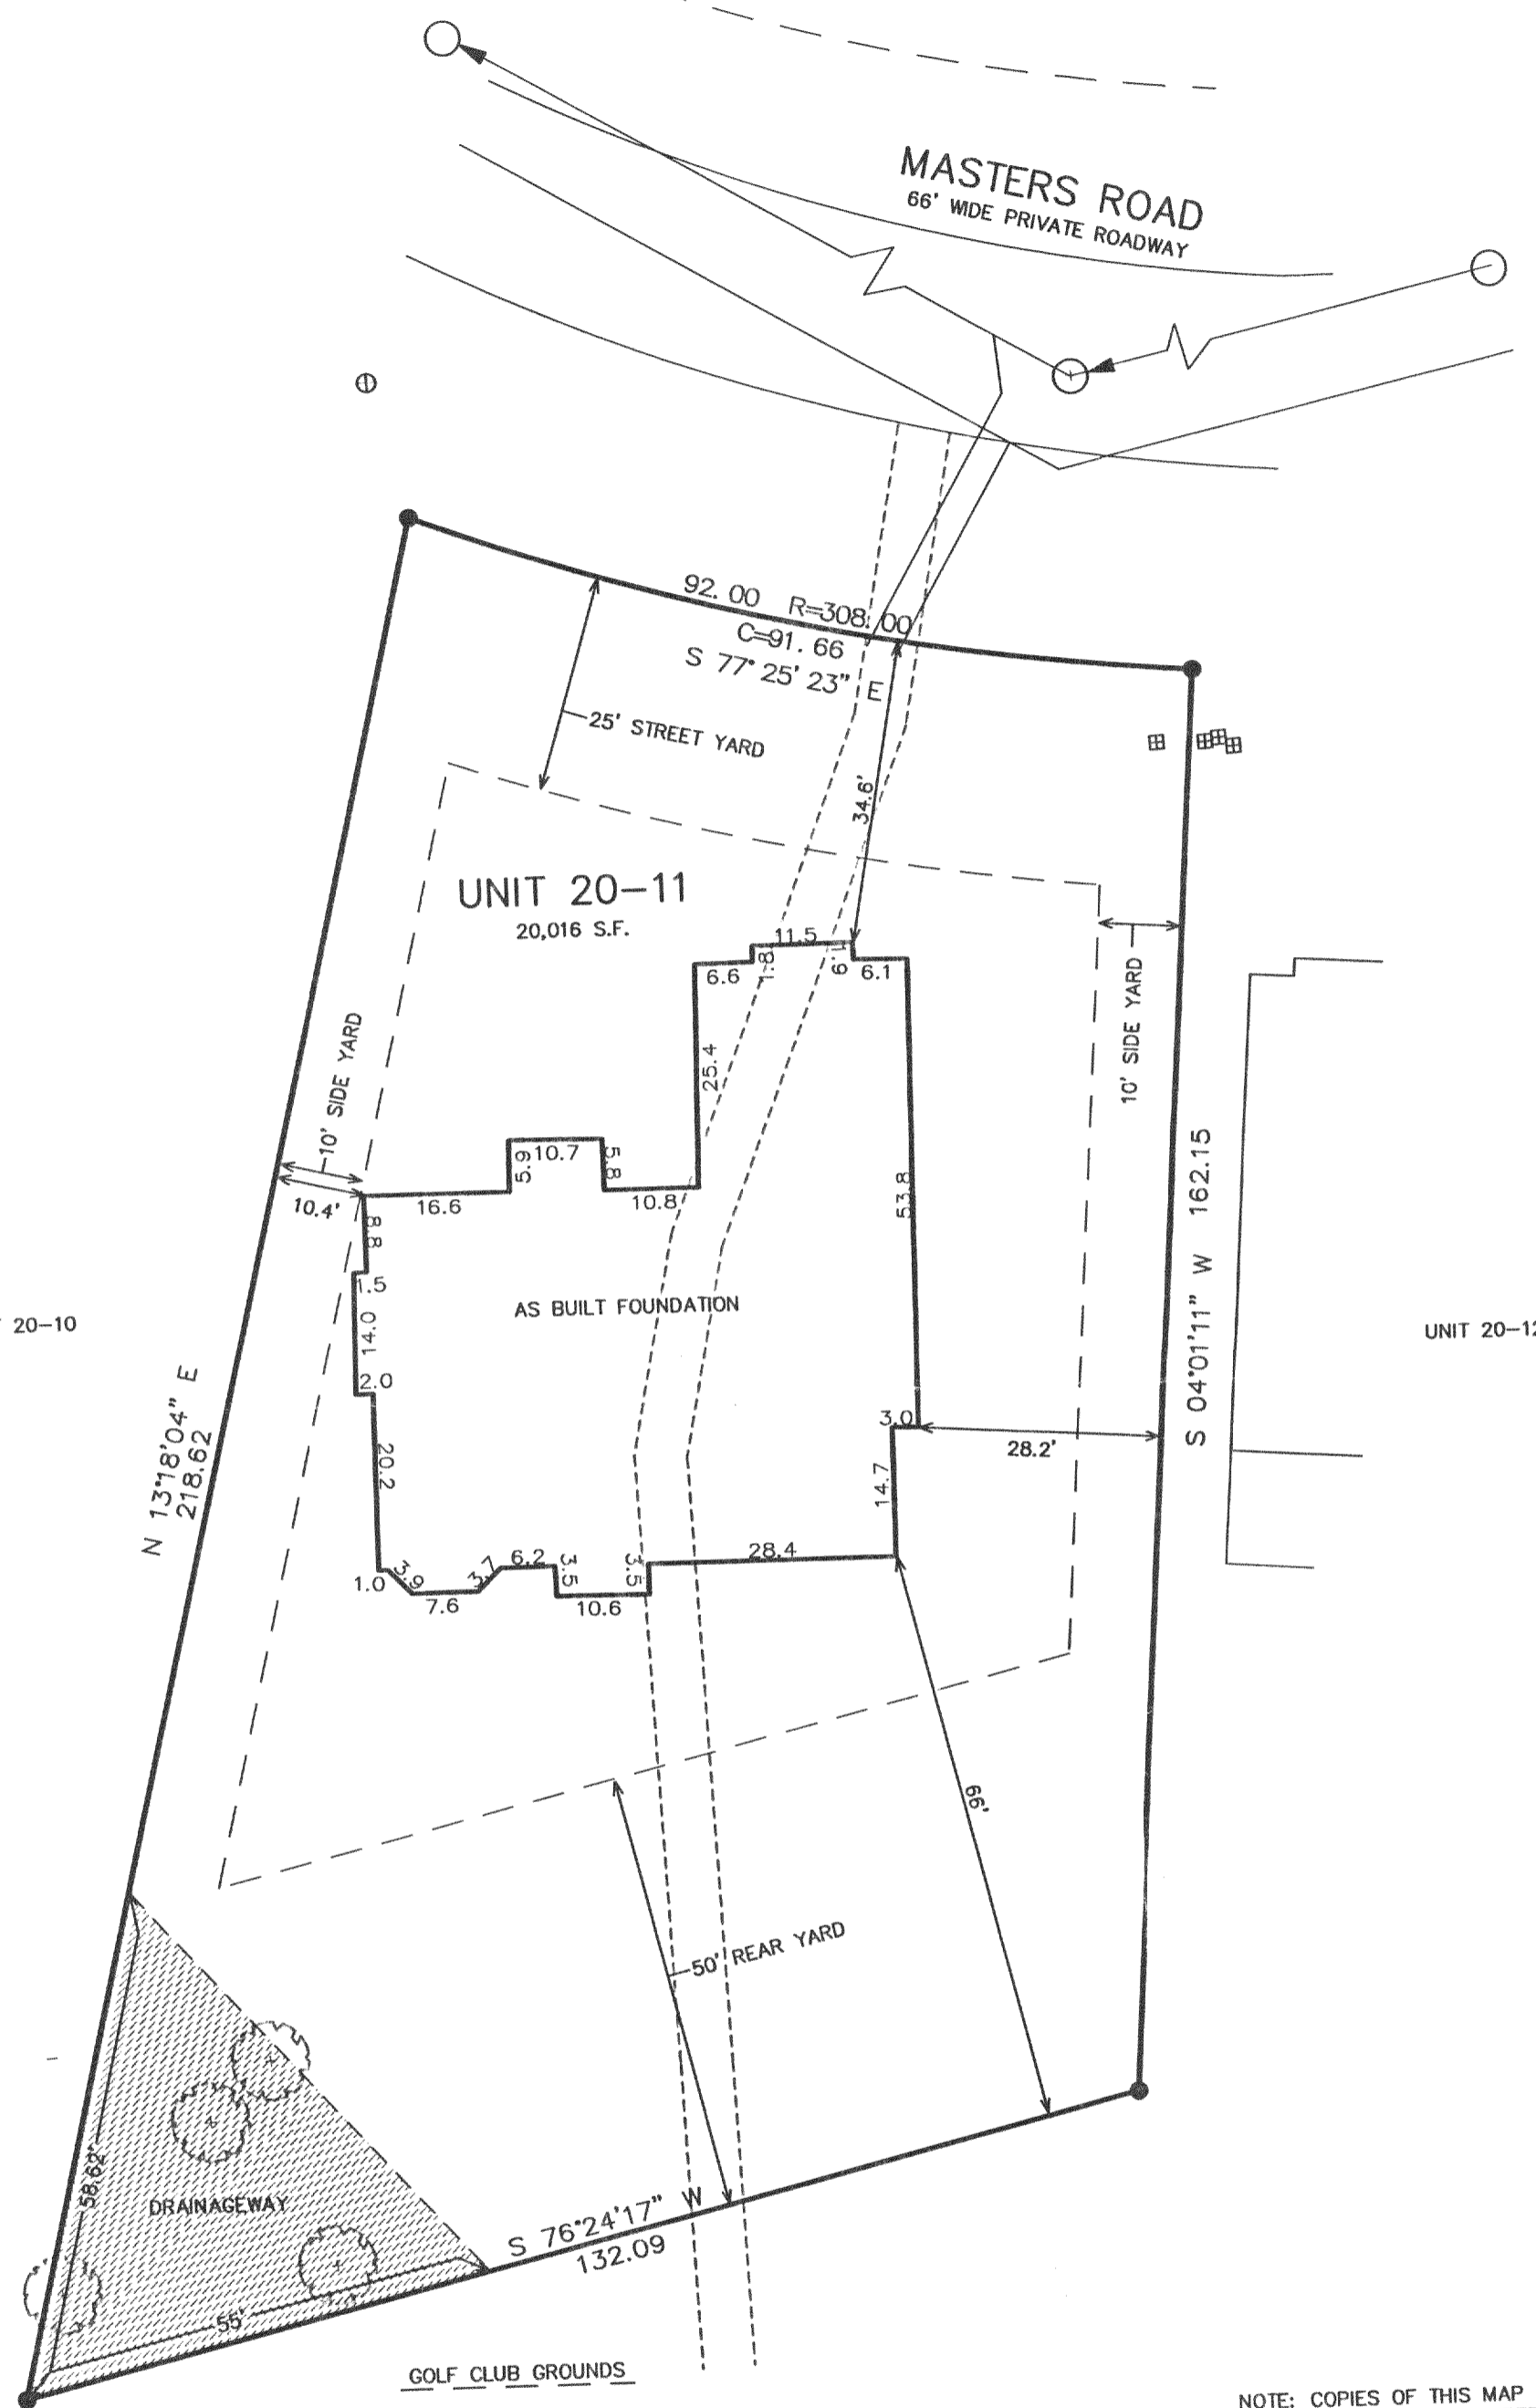 MASTERS ROAD
66' WIDE PRIVATE ROADWAY
92.00 R=308.00
C=91.66
S 77°25'23" E
25' STREET YARD
34.6'
UNIT 20-11
20,016 S.F.
11.5
6.6
1.8
1.9
6.1
10' SIDE YARD
10' SIDE YARD
25.4
5.9
10.7
5.8
10.8
16.6
10.4'
8.8
53.8
S 04°01'11" W 162.15
1.5
AS BUILT FOUNDATION
14.0
20-10
UNIT 20-12
2.0
N 13°18'04" E
218.62
3.0
28.2'
20.2
14.7
28.4
6.2
3.5
3.5
3.7
3.9
1.0
7.6
10.6
66'
50' REAR YARD
58.62'
DRAINAGEWAY
S 76°24'17" W
132.09
55'
GOLF CLUB GROUNDS
NOTE: COPIES OF THIS MAP